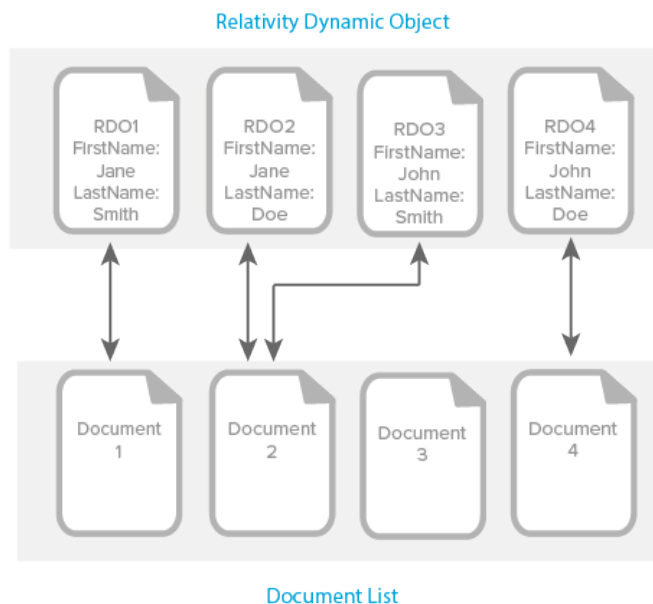 Relativity Dynamic Object
RDO1
FirstName:
Jane
LastName:
Smith
RDO2
FirstName:
Jane
LastName:
Doe
RDO3
FirstName:
John
LastName:
Smith
RDO4
FirstName:
John
LastName:
Doe
Document
1
Document
2
Document
3
Document
4
Document List